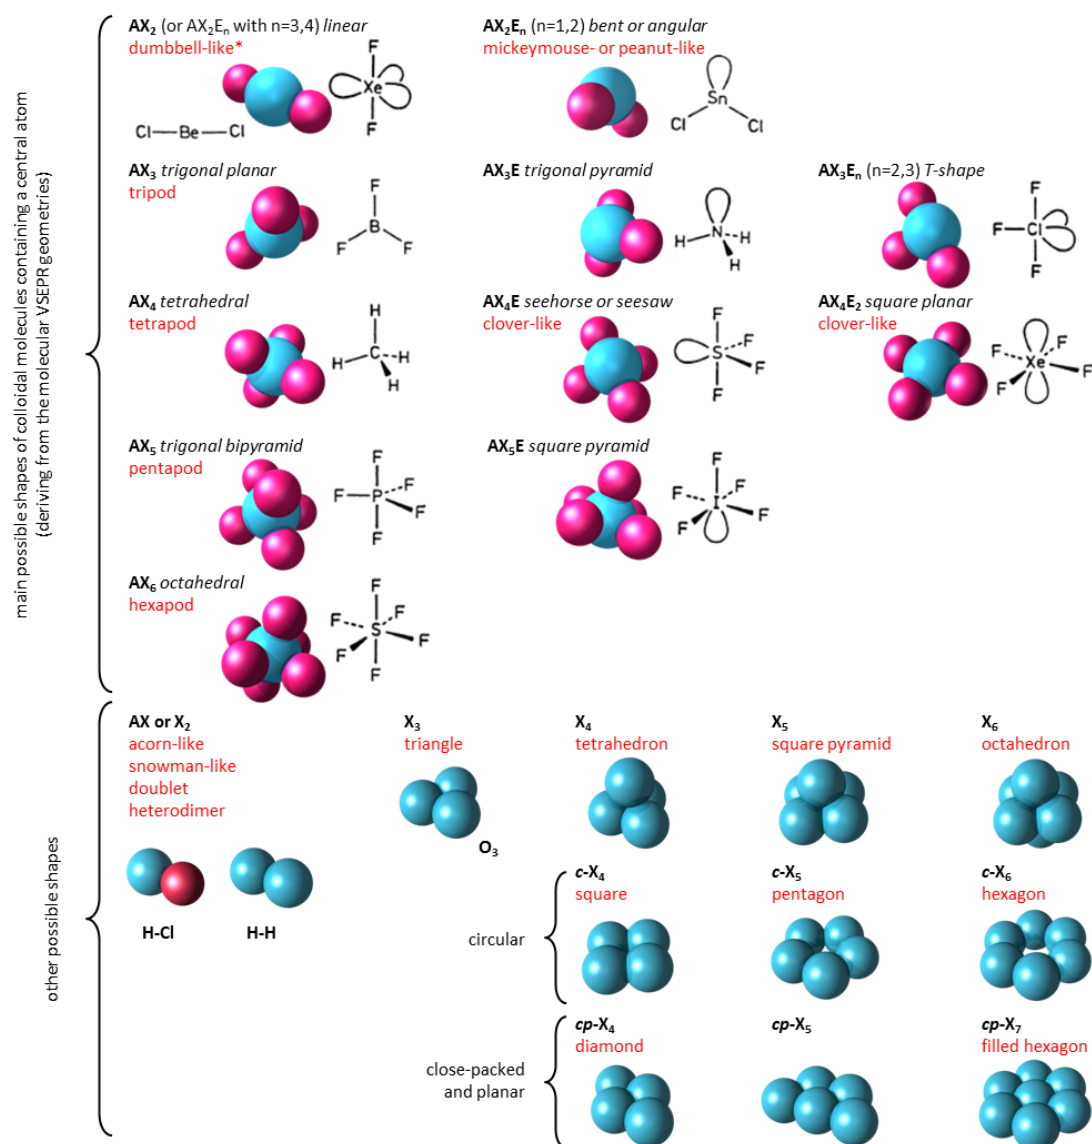 main possible shapes of colloidal molecules containing a central atom
(deriving from the molecular VSEPR geometries)
AX₂ (or AX₂Eₙ with n=3,4) linear
dumbbell-like*
Cl Be Cl
F
Xe
F
AX₂Eₙ (n=1,2) bent or angular
mickeymouse- or peanut-like
Sn
Cl Cl
AX₃ trigonal planar
tripod
F
B
F F
AX₃E trigonal pyramid
H N H
H
AX₃Eₙ (n=2,3) T-shape
F
F Cl
F
AX₄ tetrahedral
tetrapod
H
H C H
H
AX₄E seehorse or seesaw
clover-like
F
S F
F
F
AX₄E₂ square planar
clover-like
F F
Xe
F F
AX₅ trigonal bipyramid
pentapod
F
F P F
F
F
AX₅E square pyramid
F
F F
I
F F
AX₆ octahedral
hexapod
F
F F
S
F F
F
other possible shapes
AX or X₂
acorn-like
snowman-like
doublet
heterodimer
H-Cl H-H
X₃
triangle
O₃
X₄
tetrahedron
X₅
square pyramid
X₆
octahedron
circular
c-X₄
square
c-X₅
pentagon
c-X₆
hexagon
close-packed
and planar
cp-X₄
diamond
cp-X₅
cp-X₇
filled hexagon